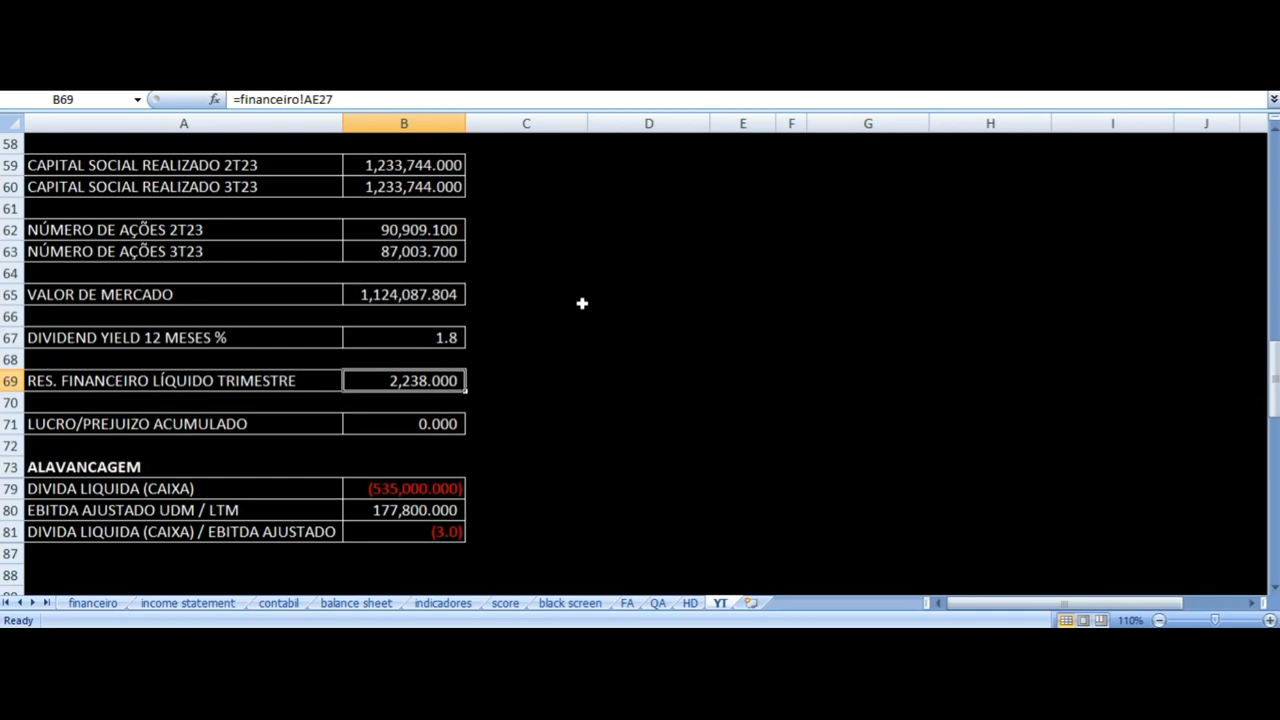 B69 fx =financeiro!AE27
A B C D E F G H I J
58
59 CAPITAL SOCIAL REALIZADO 2T23 1,233,744.000
60 CAPITAL SOCIAL REALIZADO 3T23 1,233,744.000
61
62 NÚMERO DE AÇÕES 2T23 90,909.100
63 NÚMERO DE AÇÕES 3T23 87,003.700
64
65 VALOR DE MERCADO 1,124,087.804
66
67 DIVIDEND YIELD 12 MESES % 1.8
68
69 RES. FINANCEIRO LÍQUIDO TRIMESTRE 2,238.000
70
71 LUCRO/PREJUIZO ACUMULADO 0.000
72
73 ALAVANCAGEM
79 DIVIDA LIQUIDA (CAIXA) (535,000.000)
80 EBITDA AJUSTADO UDM / LTM 177,800.000
81 DIVIDA LIQUIDA (CAIXA) / EBITDA AJUSTADO (3.0)
87
88
financeiro income statement contabil balance sheet indicadores score black screen FA QA HD YT
Ready 110%